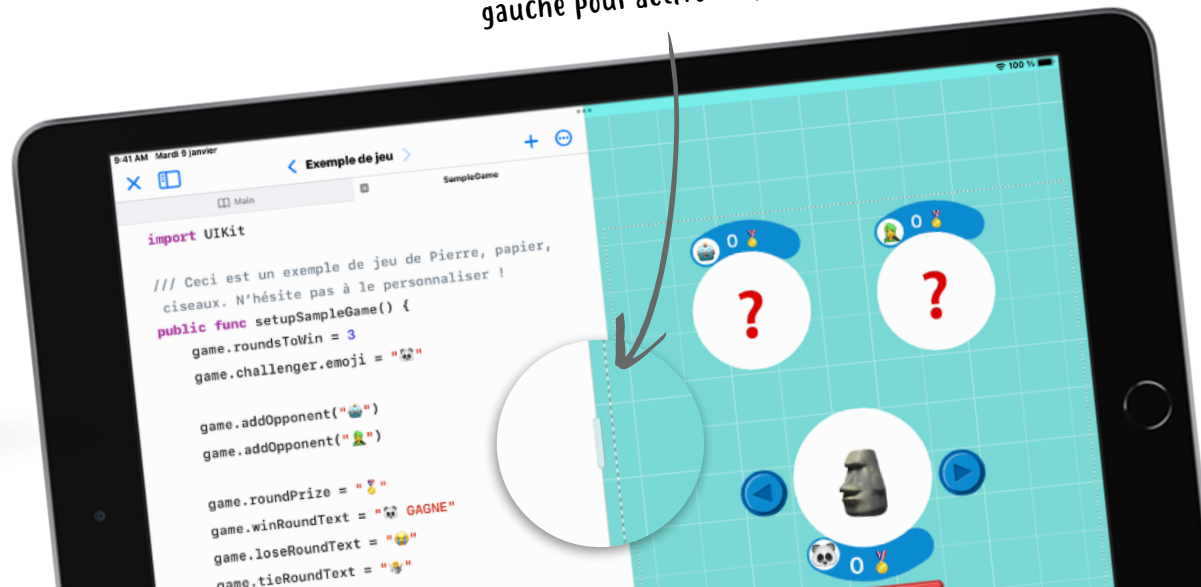 gauche pour
9:41 AM Mardi 9 janvier
100 %
Exemple de jeu
Main
SampleGame
import UIKit
/// Ceci est un exemple de jeu de Pierre, papier,
ciseaux. N'hésite pas à le personnaliser !
public func setupSampleGame() {
game.roundsToWin = 3
game.challenger.emoji = "🐼"
game.addOpponent("🤖")
game.addOpponent("🧝‍♂️")
game.roundPrize = "🏅"
game.winRoundText = "🐼 GAGNE"
game.loseRoundText = "😭"
game.tieRoundText = "🤷"
0 🏅
0 🏅
?
?
0 🏅